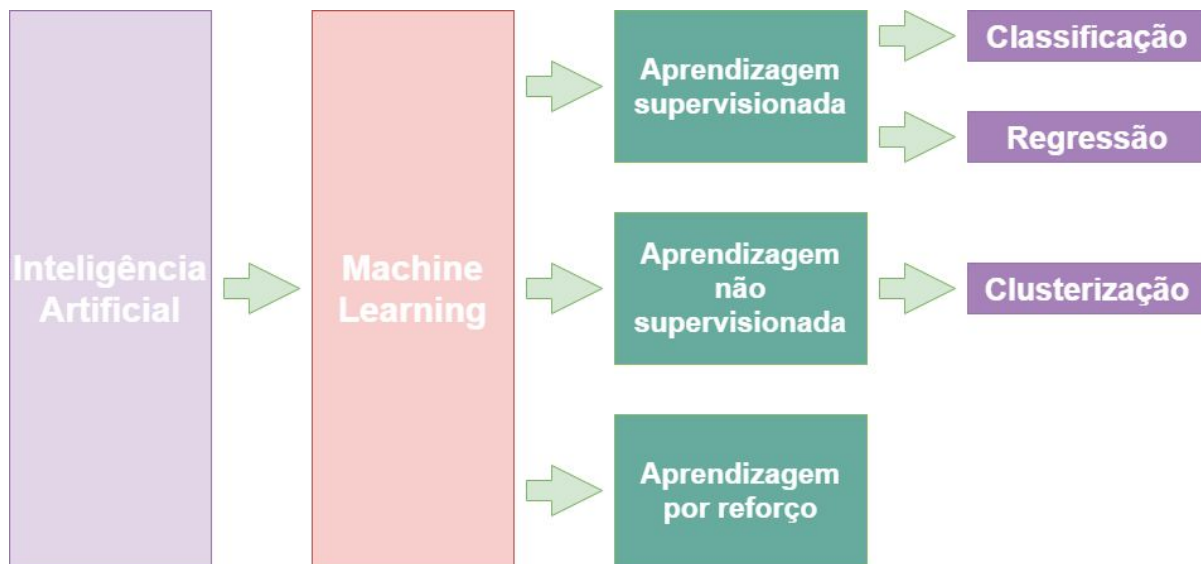 Inteligência
Artificial
Machine
Learning
Aprendizagem
supervisionada
Classificação
Regressão
Aprendizagem
não
supervisionada
Clusterização
Aprendizagem
por reforço